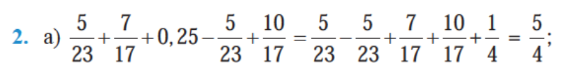 2. a) 5/23 + 7/17 + 0,25 − 5/23 + 10/17 = 5/23 − 5/23 + 7/17 + 10/17 + 1/4 = 5/4;